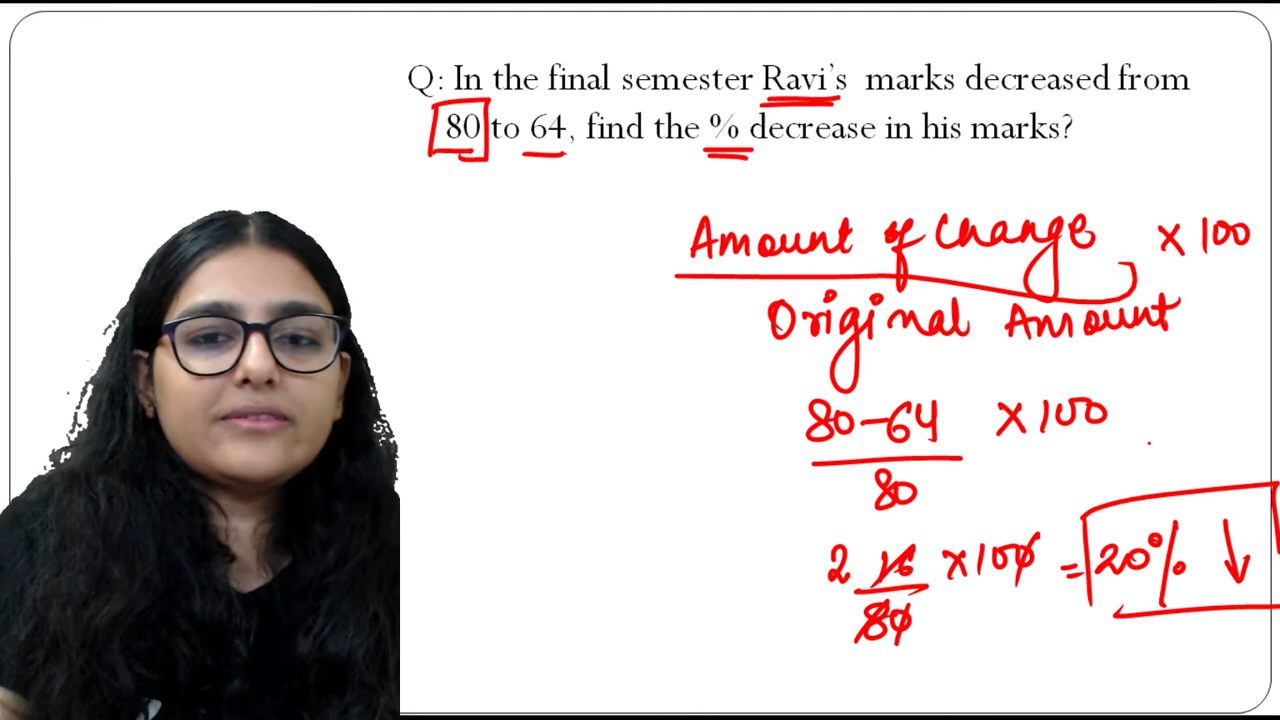 Q: In the final semester Ravi's marks decreased from
80 to 64, find the % decrease in his marks?
Amount of Change × 100
Original Amount
80-64 × 100
80
2 16 × 100 = 20% ↓
80